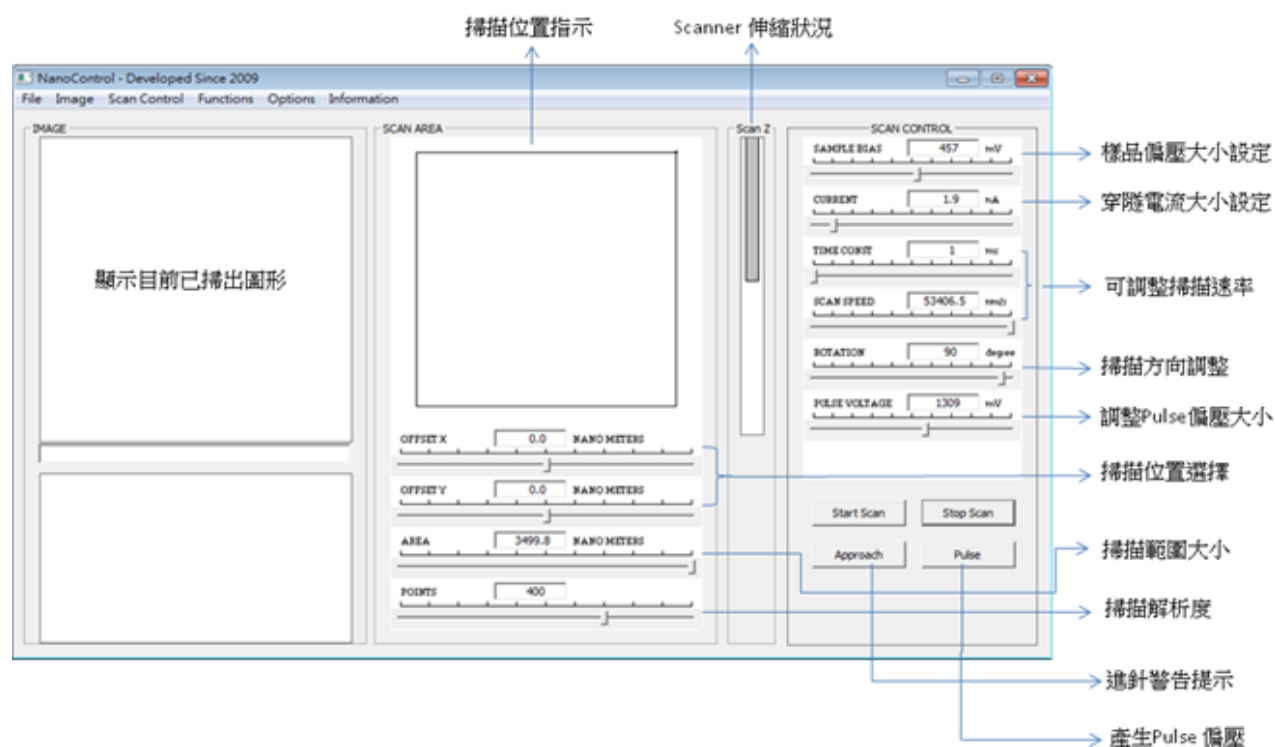 掃描位置指示
Scanner 伸縮狀況
NanoControl - Developed Since 2009
File Image Scan Control Functions Options Information
IMAGE
顯示目前已掃出圖形
SCAN AREA
OFFSET X 0.0 NANO METERS
OFFSET Y 0.0 NANO METERS
AREA 3499.8 NANO METERS
POINTS 400
Scan Z
SCAN CONTROL
SAMPLE BIAS 457 mV
CURRENT 1.9 nA
TIME CONST 1 ms
SCAN SPEED 53406.5 nm/s
ROTATION 90 degree
PULSE VOLTAGE 1309 mV
Start Scan Stop Scan
Approach Pulse
樣品偏壓大小設定
穿隧電流大小設定
可調整掃描速率
掃描方向調整
調整Pulse偏壓大小
掃描位置選擇
掃描範圍大小
掃描解析度
進針警告提示
產生Pulse 偏壓